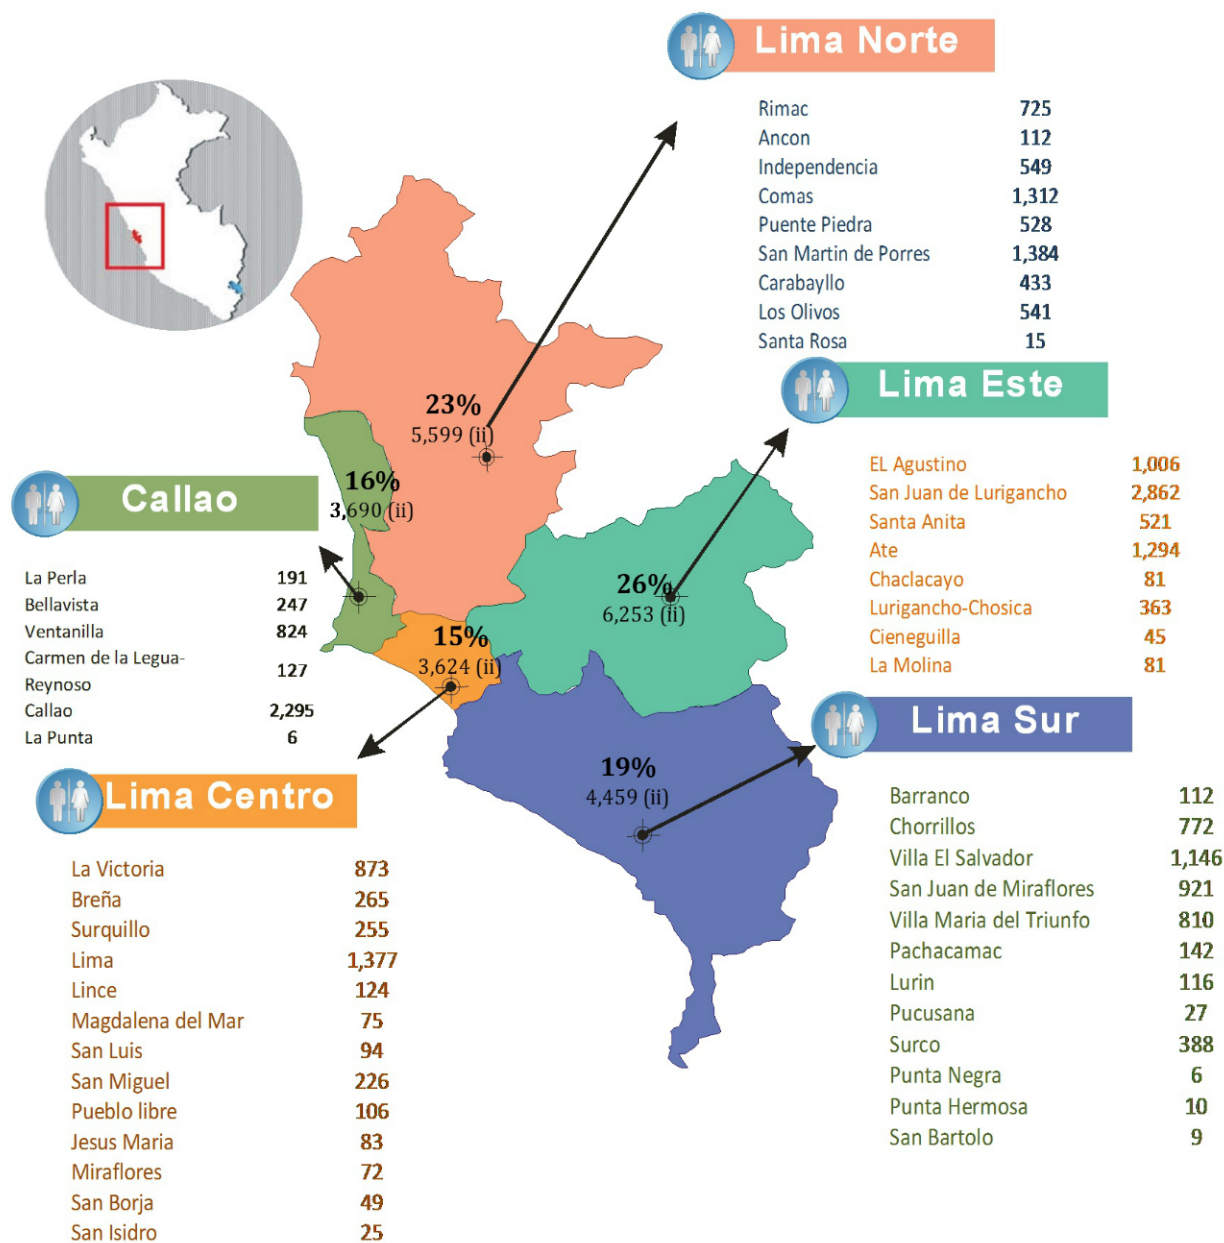 Lima Norte
Rimac 725
Ancon 112
Independencia 549
Comas 1,312
Puente Piedra 528
San Martin de Porres 1,384
Carabayllo 433
Los Olivos 541
Santa Rosa 15
23%
5,599 (ii)
Lima Este
EL Agustino 1,006
San Juan de Lurigancho 2,862
Santa Anita 521
Ate 1,294
Chaclacayo 81
Lurigancho-Chosica 363
Cieneguilla 45
La Molina 81
26%
6,253 (ii)
16%
3,690 (ii)
Callao
La Perla 191
Bellavista 247
Ventanilla 824
Carmen de la Legua-
Reynoso 127
Callao 2,295
La Punta 6
15%
3,624 (ii)
Lima Sur
Barranco 112
Chorrillos 772
Villa El Salvador 1,146
San Juan de Miraflores 921
Villa Maria del Triunfo 810
Pachacamac 142
Lurin 116
Pucusana 27
Surco 388
Punta Negra 6
Punta Hermosa 10
San Bartolo 9
19%
4,459 (ii)
Lima Centro
La Victoria 873
Breña 265
Surquillo 255
Lima 1,377
Lince 124
Magdalena del Mar 75
San Luis 94
San Miguel 226
Pueblo libre 106
Jesus Maria 83
Miraflores 72
San Borja 49
San Isidro 25